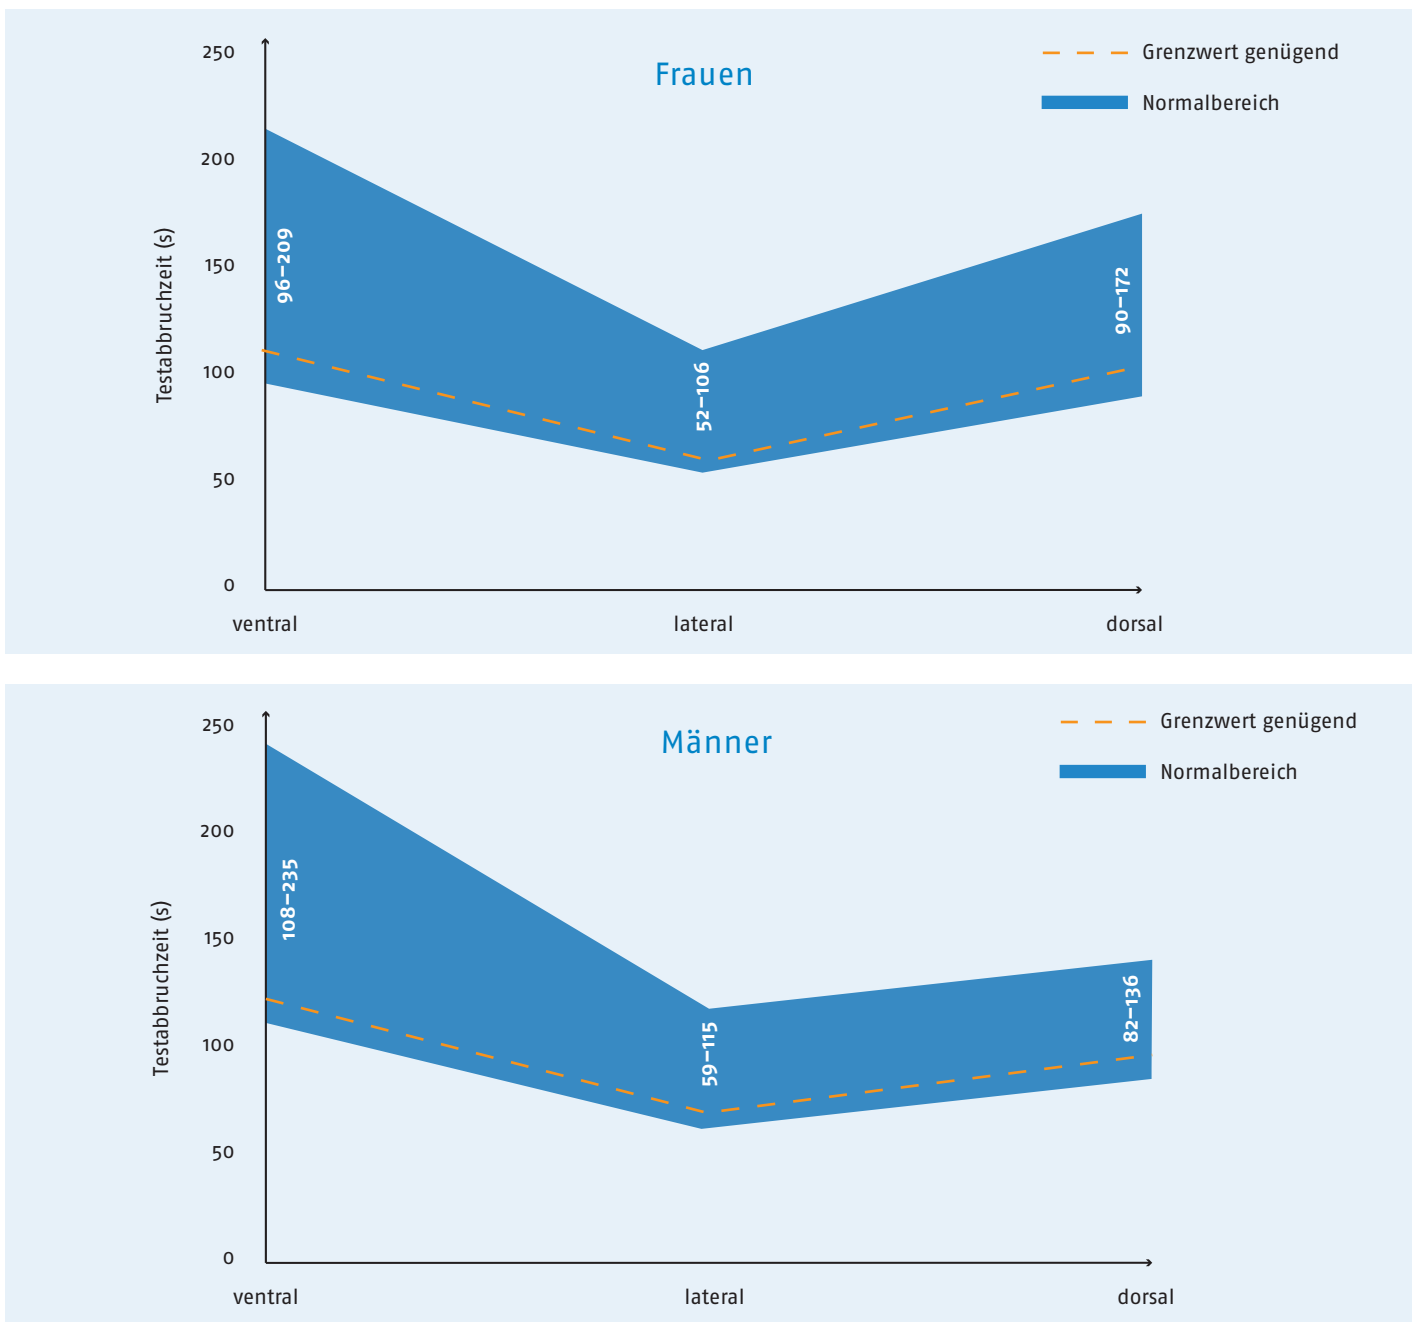 Frauen
Grenzwert genügend
Normalbereich
Testabbruchzeit (s)
250
200
150
100
50
0
96–209
52–106
90–172
ventral
lateral
dorsal
Männer
Grenzwert genügend
Normalbereich
Testabbruchzeit (s)
250
200
150
100
50
0
108–235
59–115
82–136
ventral
lateral
dorsal